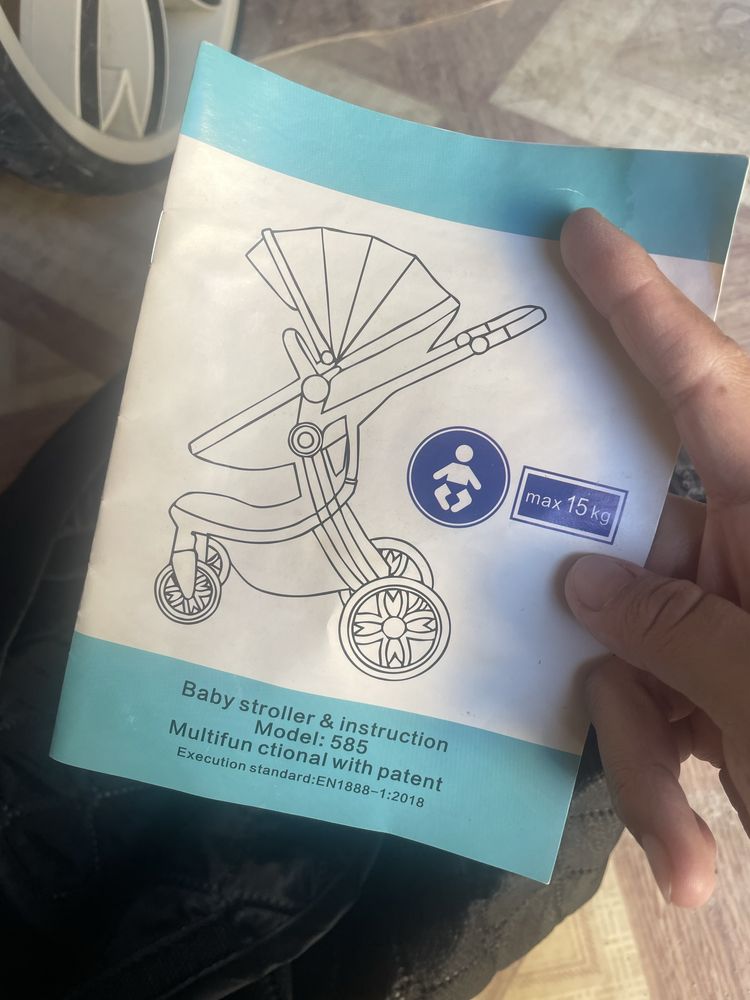 max 15 kg
Baby stroller & instruction
Model: 585
Multifun ctional with patent
Execution standard:EN1888-1:2018